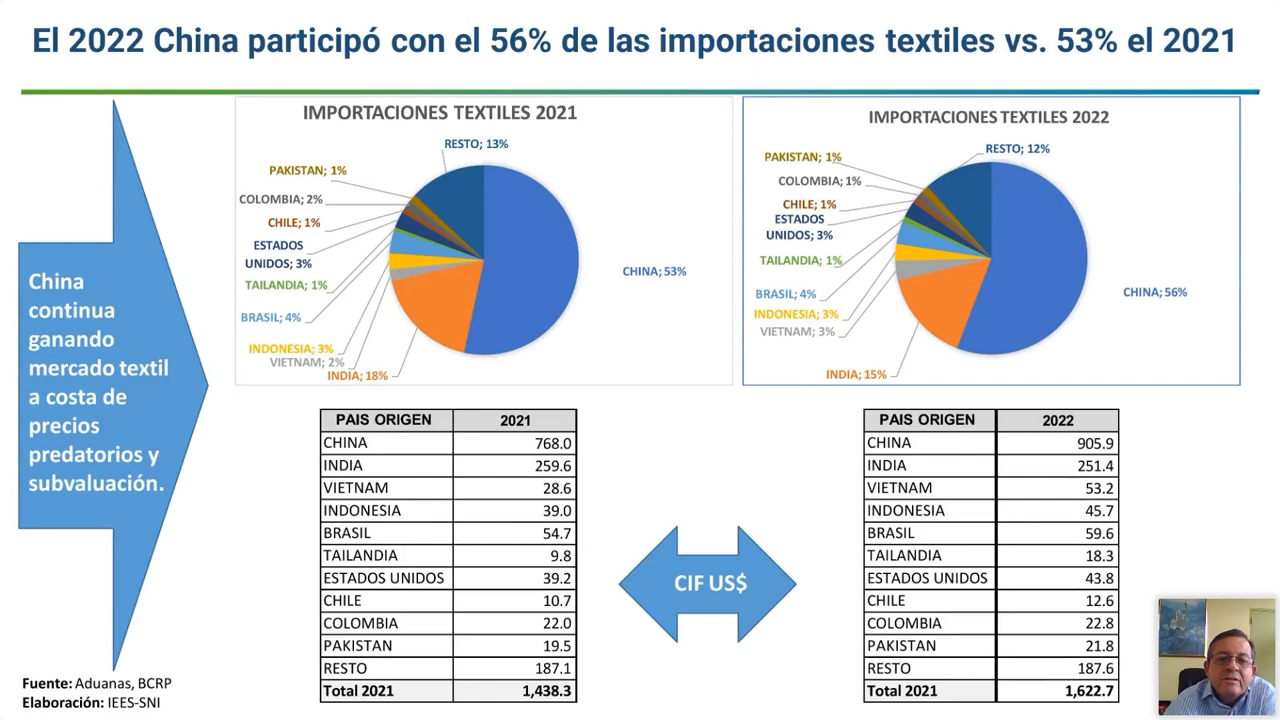 El 2022 China participó con el 56% de las importaciones textiles vs. 53% el 2021
China
continua
ganando
mercado textil
a costa de
precios
predatorios y
subvaluación.
IMPORTACIONES TEXTILES 2021
RESTO; 13%
PAKISTAN; 1%
COLOMBIA; 2%
CHILE; 1%
ESTADOS
UNIDOS; 3%
TAILANDIA; 1%
BRASIL; 4%
INDONESIA; 3%
VIETNAM; 2%
INDIA; 18%
CHINA; 53%
IMPORTACIONES TEXTILES 2022
RESTO; 12%
PAKISTAN; 1%
COLOMBIA; 1%
CHILE; 1%
ESTADOS
UNIDOS; 3%
TAILANDIA; 1%
BRASIL; 4%
INDONESIA; 3%
VIETNAM; 3%
INDIA; 15%
CHINA; 56%
PAIS ORIGEN 2021
CHINA 768.0
INDIA 259.6
VIETNAM 28.6
INDONESIA 39.0
BRASIL 54.7
TAILANDIA 9.8
ESTADOS UNIDOS 39.2
CHILE 10.7
COLOMBIA 22.0
PAKISTAN 19.5
RESTO 187.1
Total 2021 1,438.3
CIF US$
PAIS ORIGEN 2022
CHINA 905.9
INDIA 251.4
VIETNAM 53.2
INDONESIA 45.7
BRASIL 59.6
TAILANDIA 18.3
ESTADOS UNIDOS 43.8
CHILE 12.6
COLOMBIA 22.8
PAKISTAN 21.8
RESTO 187.6
Total 2021 1,622.7
Fuente: Aduanas, BCRP
Elaboración: IEES-SNI